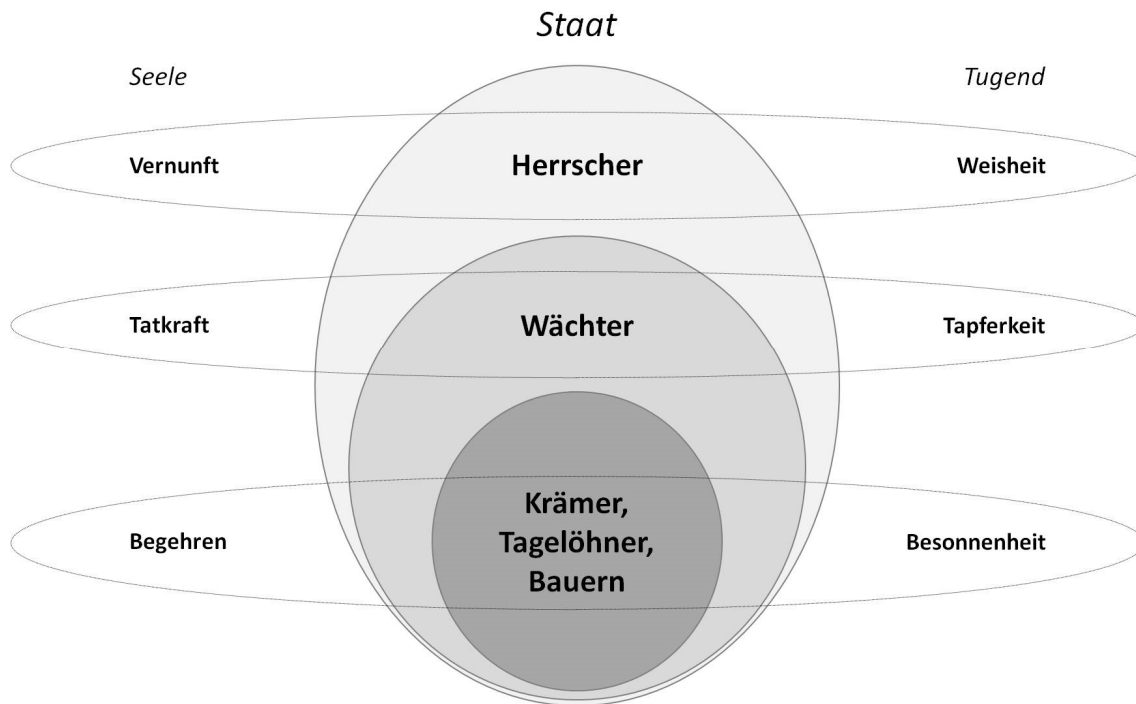 Staat
Seele
Tugend
Vernunft
Herrscher
Weisheit
Tatkraft
Wächter
Tapferkeit
Begehren
Krämer,
Tagelöhner,
Bauern
Besonnenheit